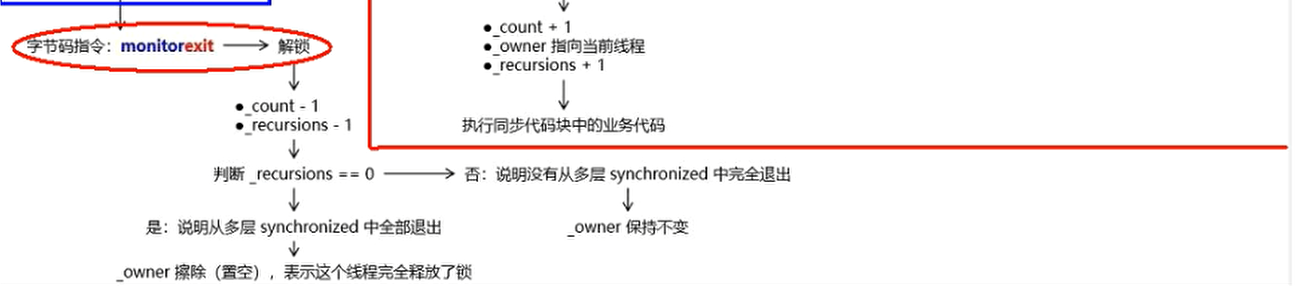 字节码指令：monitorexit
解锁
●_count - 1
●_recursions - 1
判断 _recursions == 0
是：说明从多层 synchronized 中全部退出
_owner 擦除（置空），表示这个线程完全释放了锁
否：说明没有从多层 synchronized 中完全退出
_owner 保持不变
●_count + 1
●_owner 指向当前线程
●_recursions + 1
执行同步代码块中的业务代码